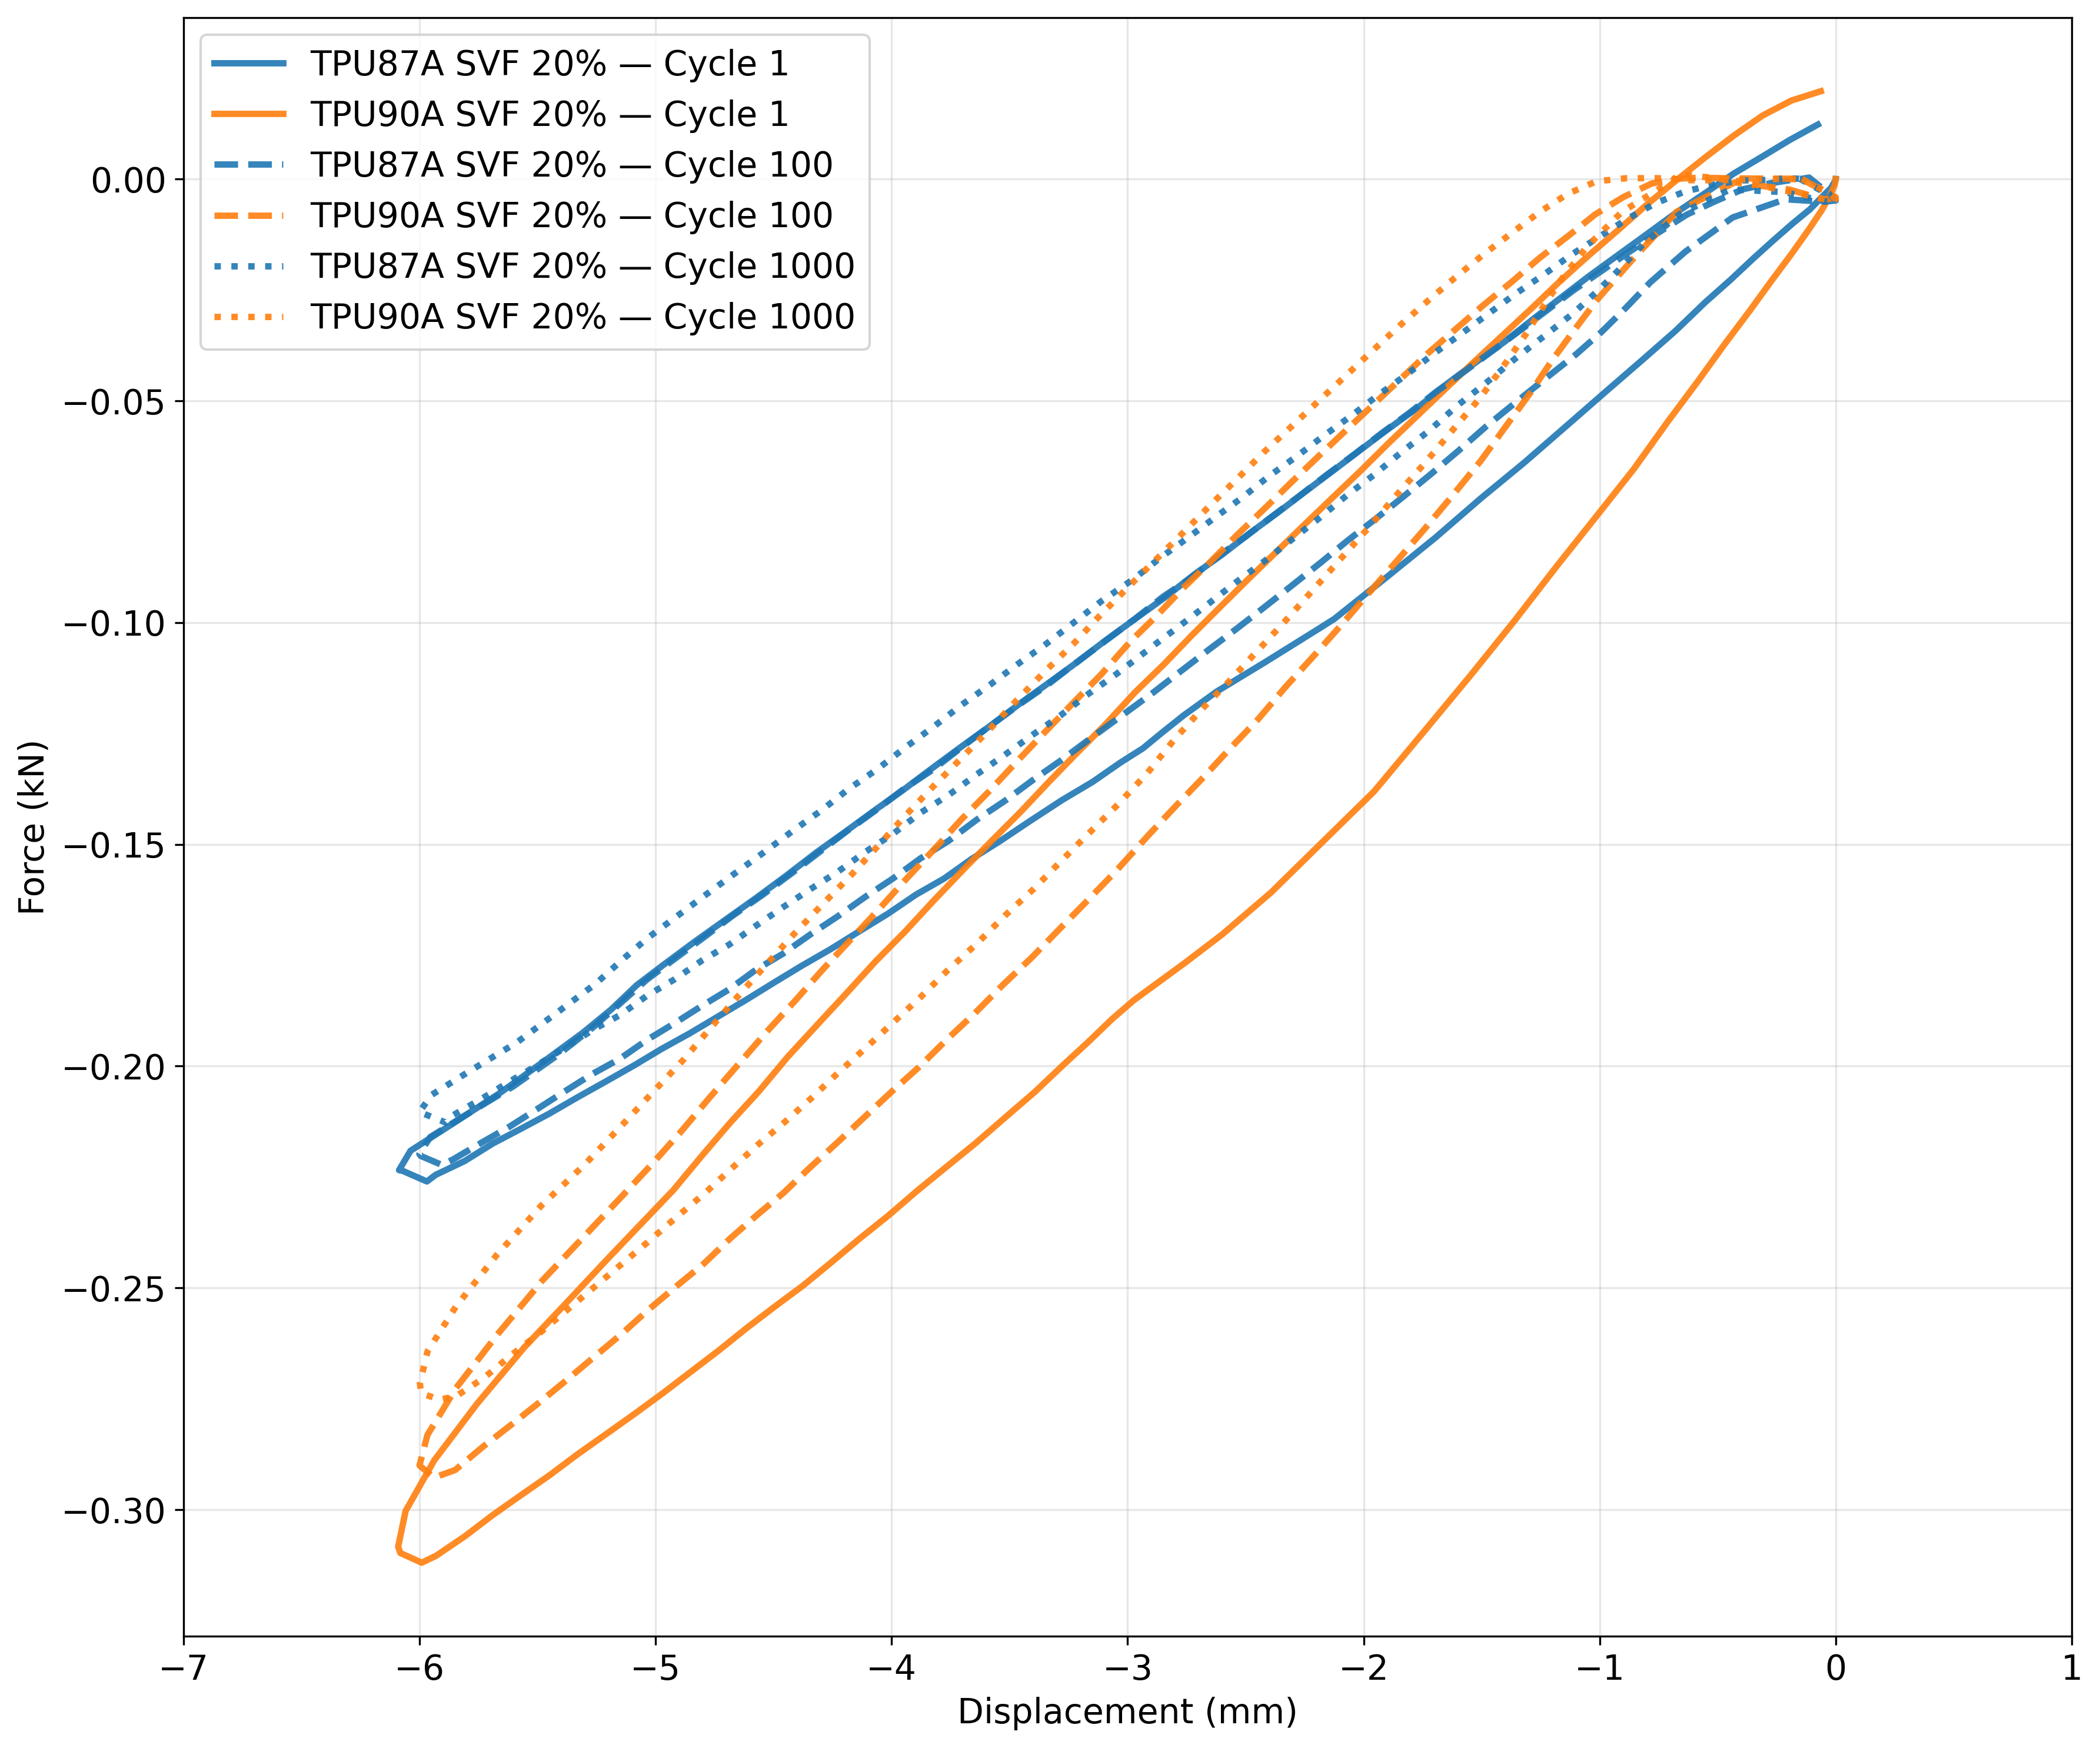 TPU87A SVF 20% — Cycle 1
TPU90A SVF 20% — Cycle 1
TPU87A SVF 20% — Cycle 100
TPU90A SVF 20% — Cycle 100
TPU87A SVF 20% — Cycle 1000
TPU90A SVF 20% — Cycle 1000
0.00
−0.05
−0.10
−0.15
−0.20
−0.25
−0.30
Force (kN)
−7 −6 −5 −4 −3 −2 −1 0 1
Displacement (mm)